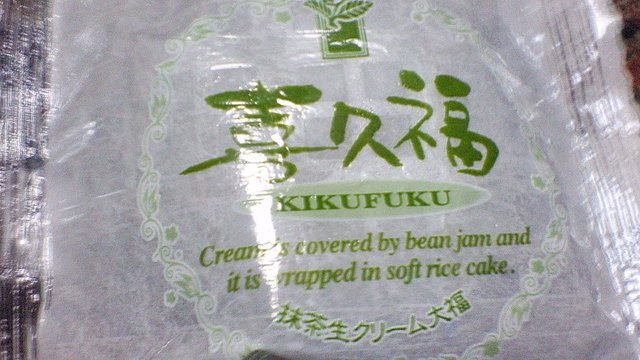 喜久福
KIKUFUKU
Cream is covered by bean jam and
it is wrapped in soft rice cake.
抹茶生クリーム大福